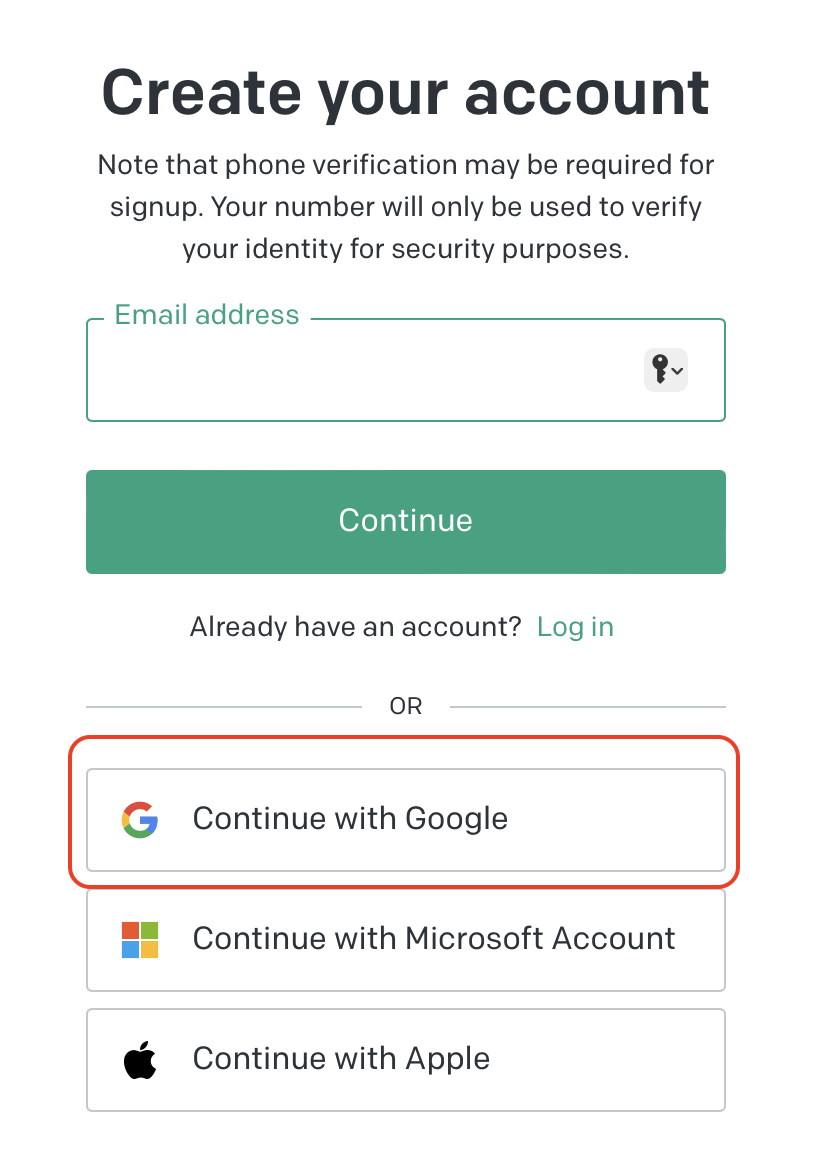 Create your account
Note that phone verification may be required for
signup. Your number will only be used to verify
your identity for security purposes.
Email address
Continue
Already have an account? Log in
OR
Continue with Google
Continue with Microsoft Account
Continue with Apple